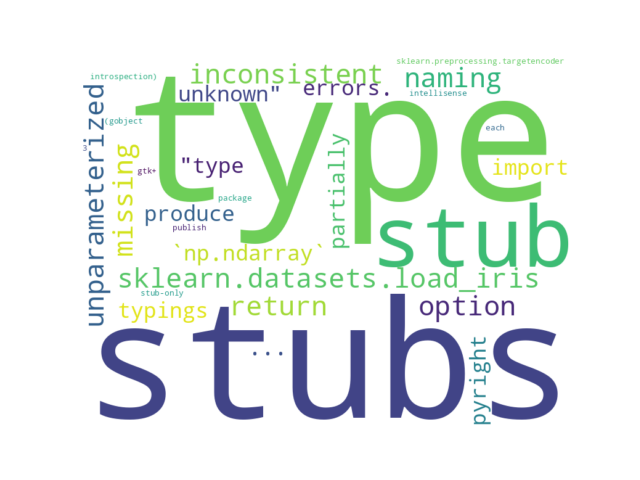 sklearn.preprocessing.targetencoder
inconsistent
naming
introspection)
type
unknown"
errors.
intellisense
unparameterized
(gobject
each
3
missing
partially
"type
import
gtk+
package
produce
stub
publish
`np.ndarray`
sklearn.datasets.load_iris
stub-only
typings
return
option
stubs
...
pyright